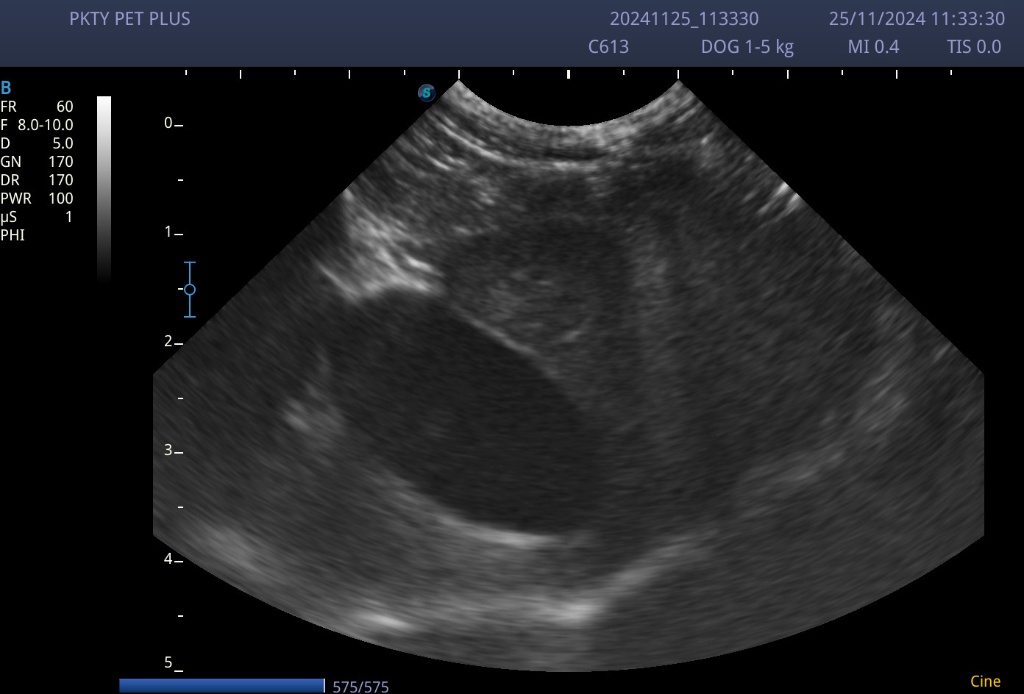 PKTY PET PLUS
20241125_113330
25/11/2024 11:33:30
C613
DOG 1-5 kg
MI 0.4
TIS 0.0
B
S
FR 60
F 8.0-10.0
D 5.0
GN 170
DR 170
PWR 100
µS 1
PHI
0
1
2
3
4
5
575/575
Cine